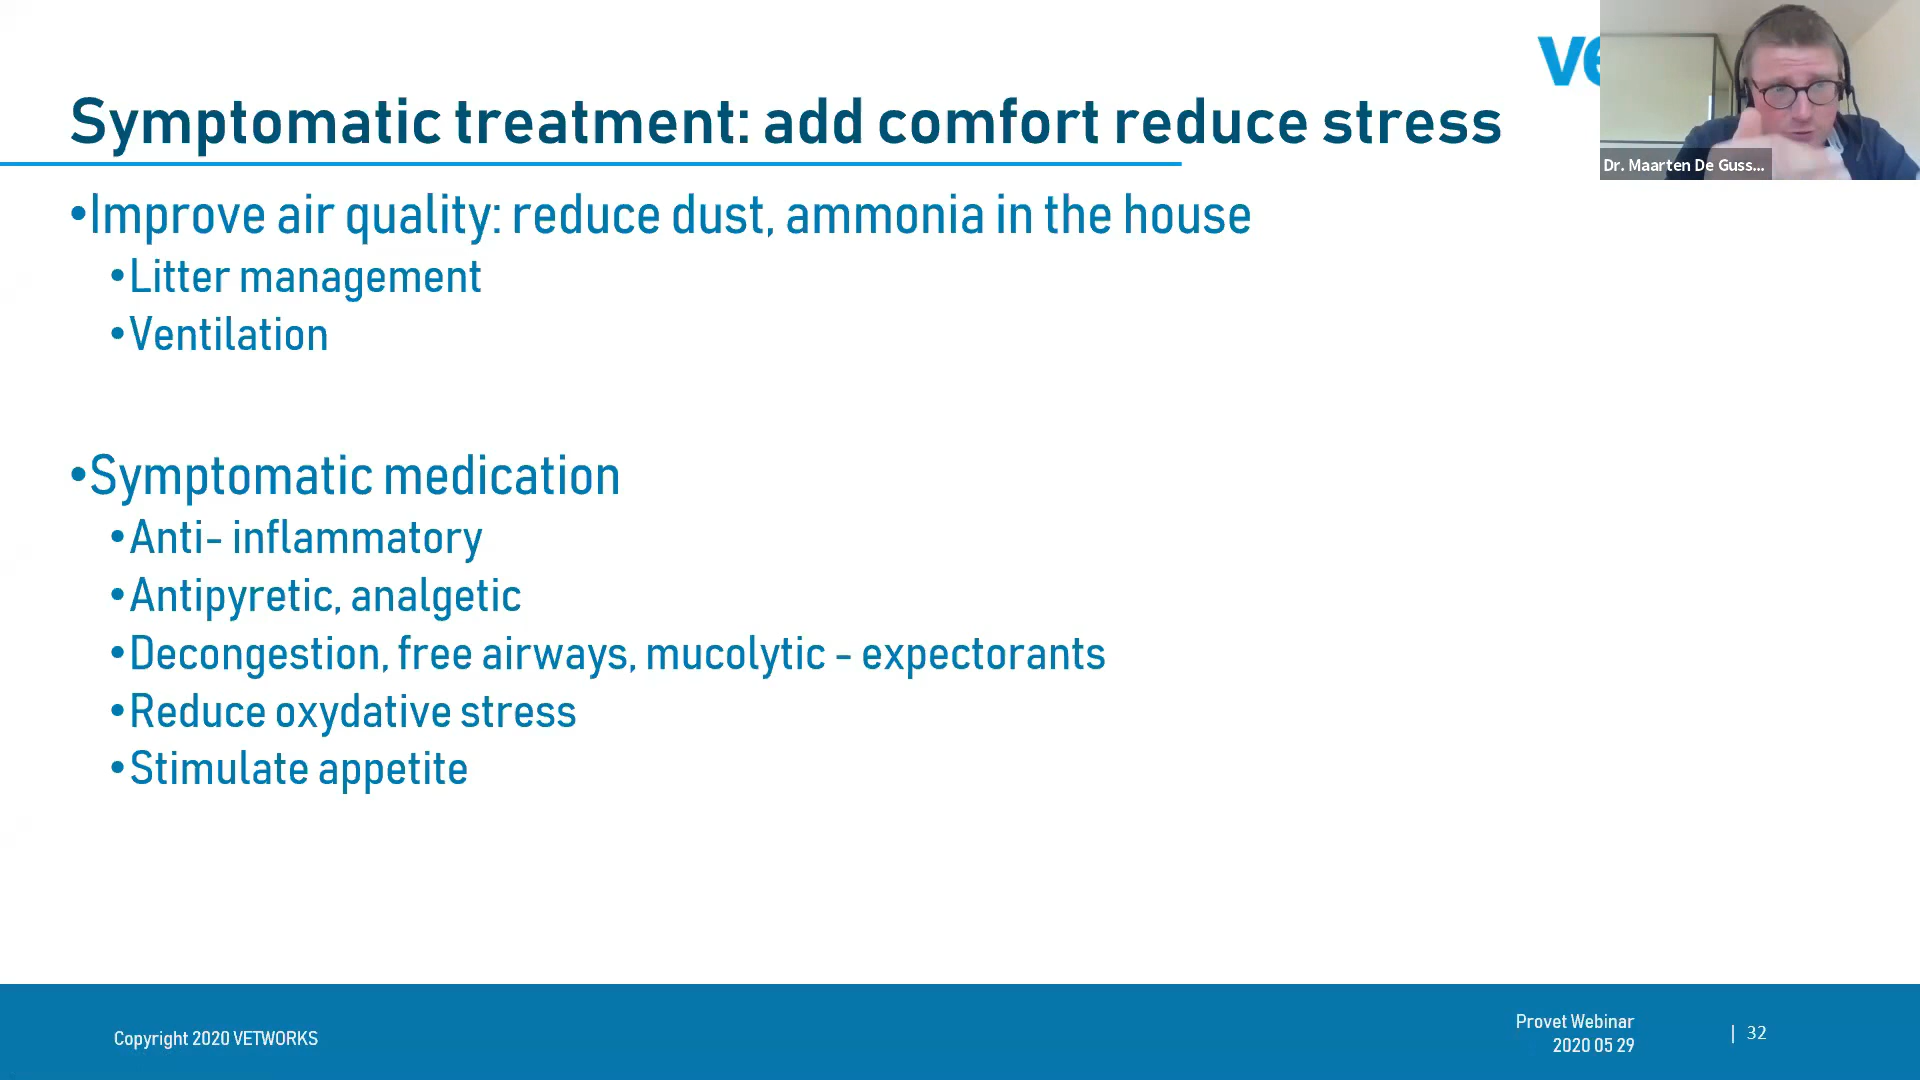 Symptomatic treatment: add comfort reduce stress
Dr. Maarten De Guss...
•Improve air quality: reduce dust, ammonia in the house
•Litter management
•Ventilation
•Symptomatic medication
•Anti- inflammatory
•Antipyretic, analgetic
•Decongestion, free airways, mucolytic - expectorants
•Reduce oxydative stress
•Stimulate appetite
Copyright 2020 VETWORKS
Provet Webinar
2020 05 29
| 32